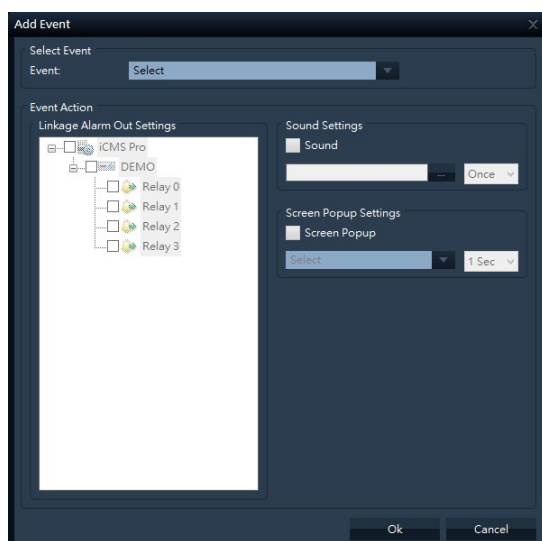 Add Event
Select Event
Event:
Select
Event Action
Linkage Alarm Out Settings
iCMS Pro
DEMO
Relay 0
Relay 1
Relay 2
Relay 3
Sound Settings
Sound
...
Once
Screen Popup Settings
Screen Popup
Select
1 Sec
Ok
Cancel